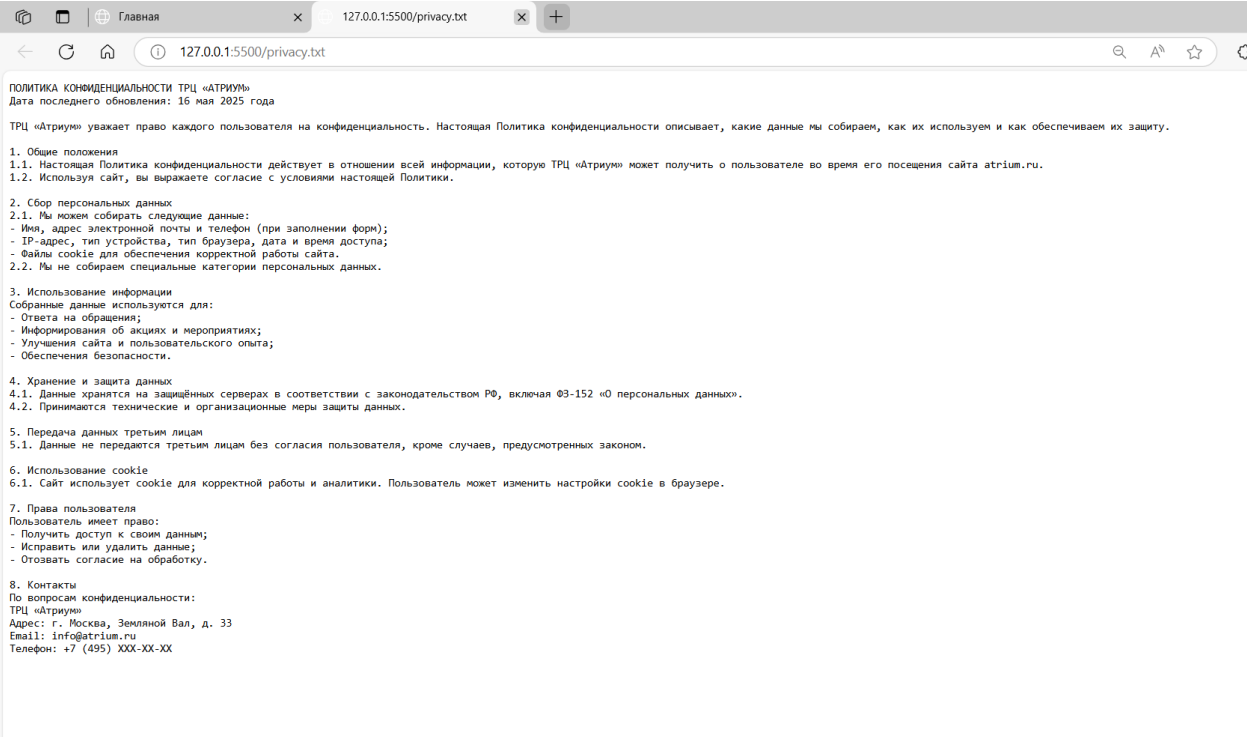 Главная
127.0.0.1:5500/privacy.txt
127.0.0.1:5500/privacy.txt
ПОЛИТИКА КОНФИДЕНЦИАЛЬНОСТИ ТРЦ «АТРИУМ»
Дата последнего обновления: 16 мая 2025 года
ТРЦ «Атриум» уважает право каждого пользователя на конфиденциальность. Настоящая Политика конфиденциальности описывает, какие данные мы собираем, как их используем и как обеспечиваем их защиту.
1. Общие положения
1.1. Настоящая Политика конфиденциальности действует в отношении всей информации, которую ТРЦ «Атриум» может получить о пользователе во время его посещения сайта atrium.ru.
1.2. Используя сайт, вы выражаете согласие с условиями настоящей Политики.
2. Сбор персональных данных
2.1. Мы можем собирать следующие данные:
- Имя, адрес электронной почты и телефон (при заполнении форм);
- IP-адрес, тип устройства, тип браузера, дата и время доступа;
- Файлы cookie для обеспечения корректной работы сайта.
2.2. Мы не собираем специальные категории персональных данных.
3. Использование информации
Собранные данные используются для:
- Ответа на обращения;
- Информирования об акциях и мероприятиях;
- Улучшения сайта и пользовательского опыта;
- Обеспечения безопасности.
4. Хранение и защита данных
4.1. Данные хранятся на защищённых серверах в соответствии с законодательством РФ, включая ФЗ-152 «О персональных данных».
4.2. Принимаются технические и организационные меры защиты данных.
5. Передача данных третьим лицам
5.1. Данные не передаются третьим лицам без согласия пользователя, кроме случаев, предусмотренных законом.
6. Использование cookie
6.1. Сайт использует cookie для корректной работы и аналитики. Пользователь может изменить настройки cookie в браузере.
7. Права пользователя
Пользователь имеет право:
- Получить доступ к своим данным;
- Исправить или удалить данные;
- Отозвать согласие на обработку.
8. Контакты
По вопросам конфиденциальности:
ТРЦ «Атриум»
Адрес: г. Москва, Земляной Вал, д. 33
Email: info@atrium.ru
Телефон: +7 (495) XXX-XX-XX